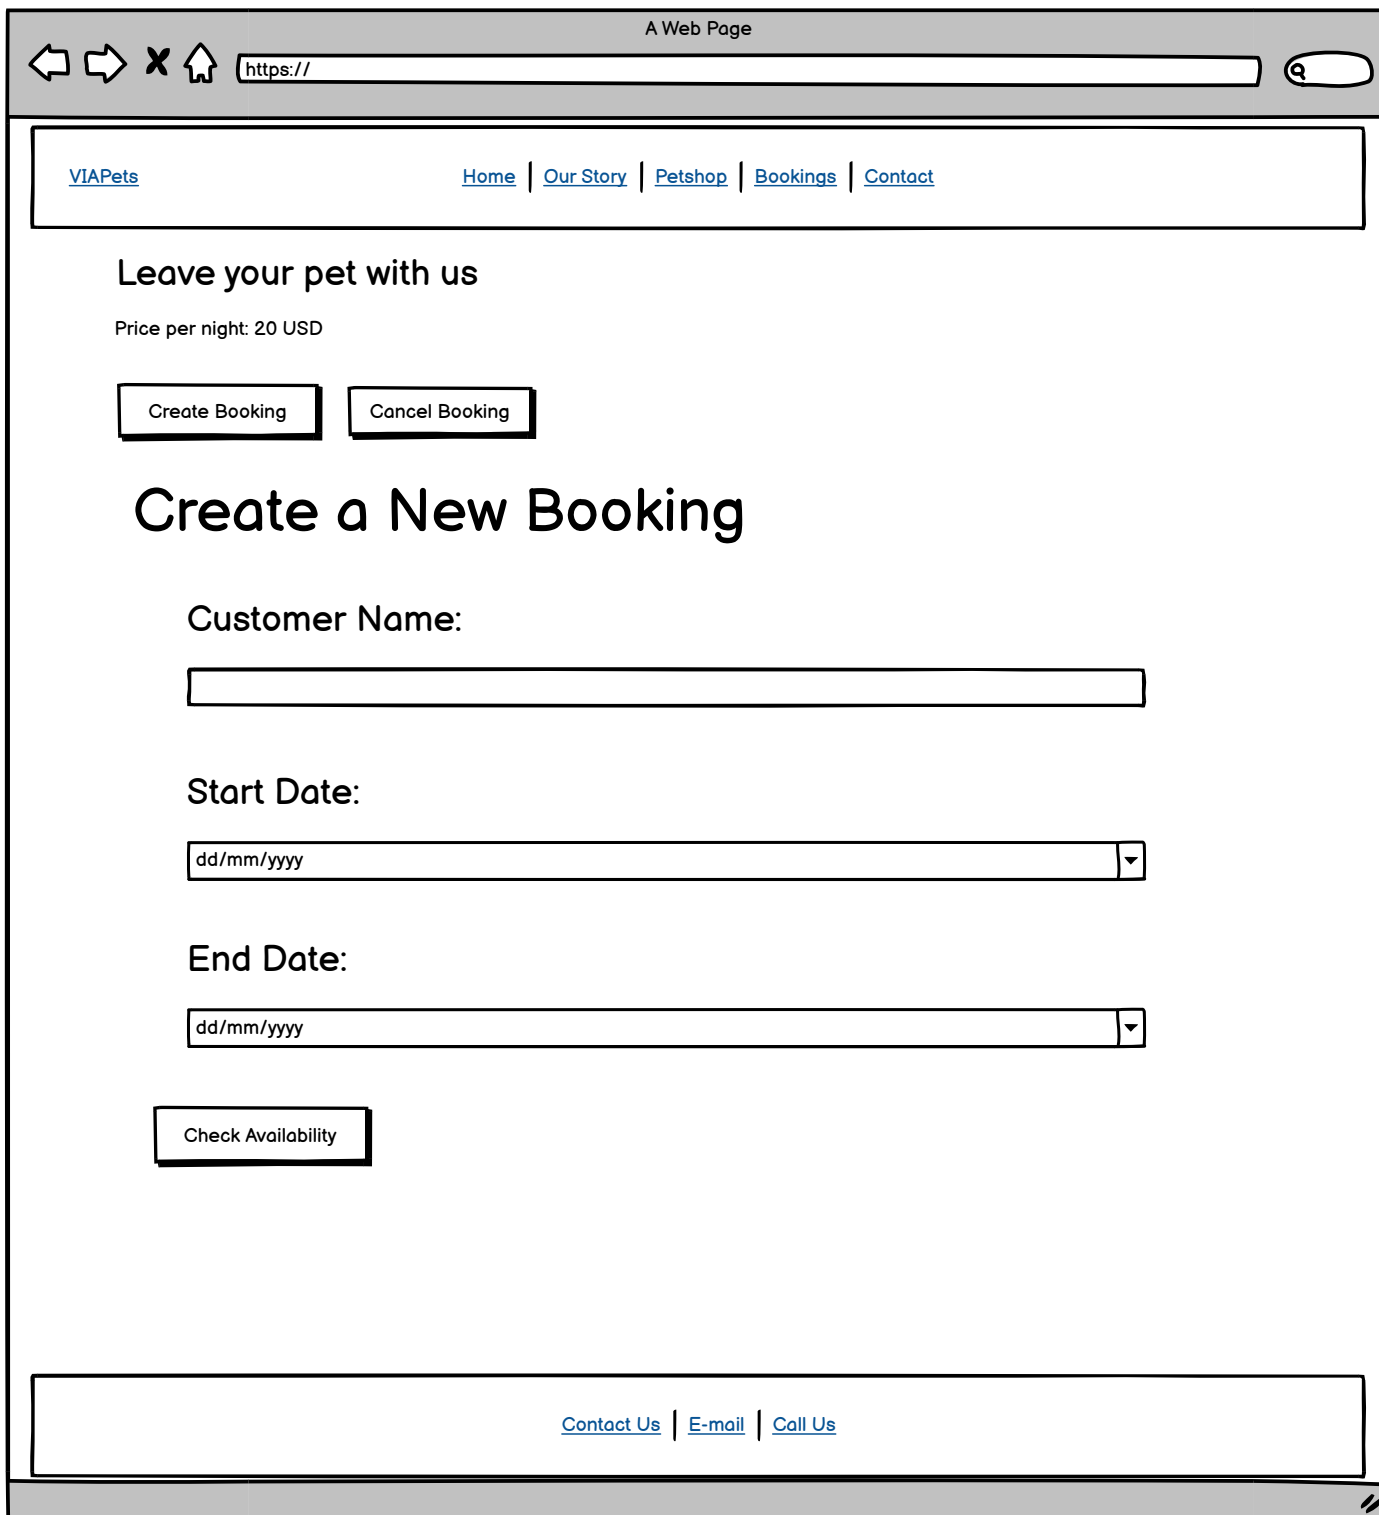 A Web Page
https://
VIAPets Home Our Story Petshop Bookings Contact
Leave your pet with us
Price per night: 20 USD
Create Booking Cancel Booking
Create a New Booking
Customer Name:
Start Date:
dd/mm/yyyy
End Date:
dd/mm/yyyy
Check Availability
Contact Us E-mail Call Us